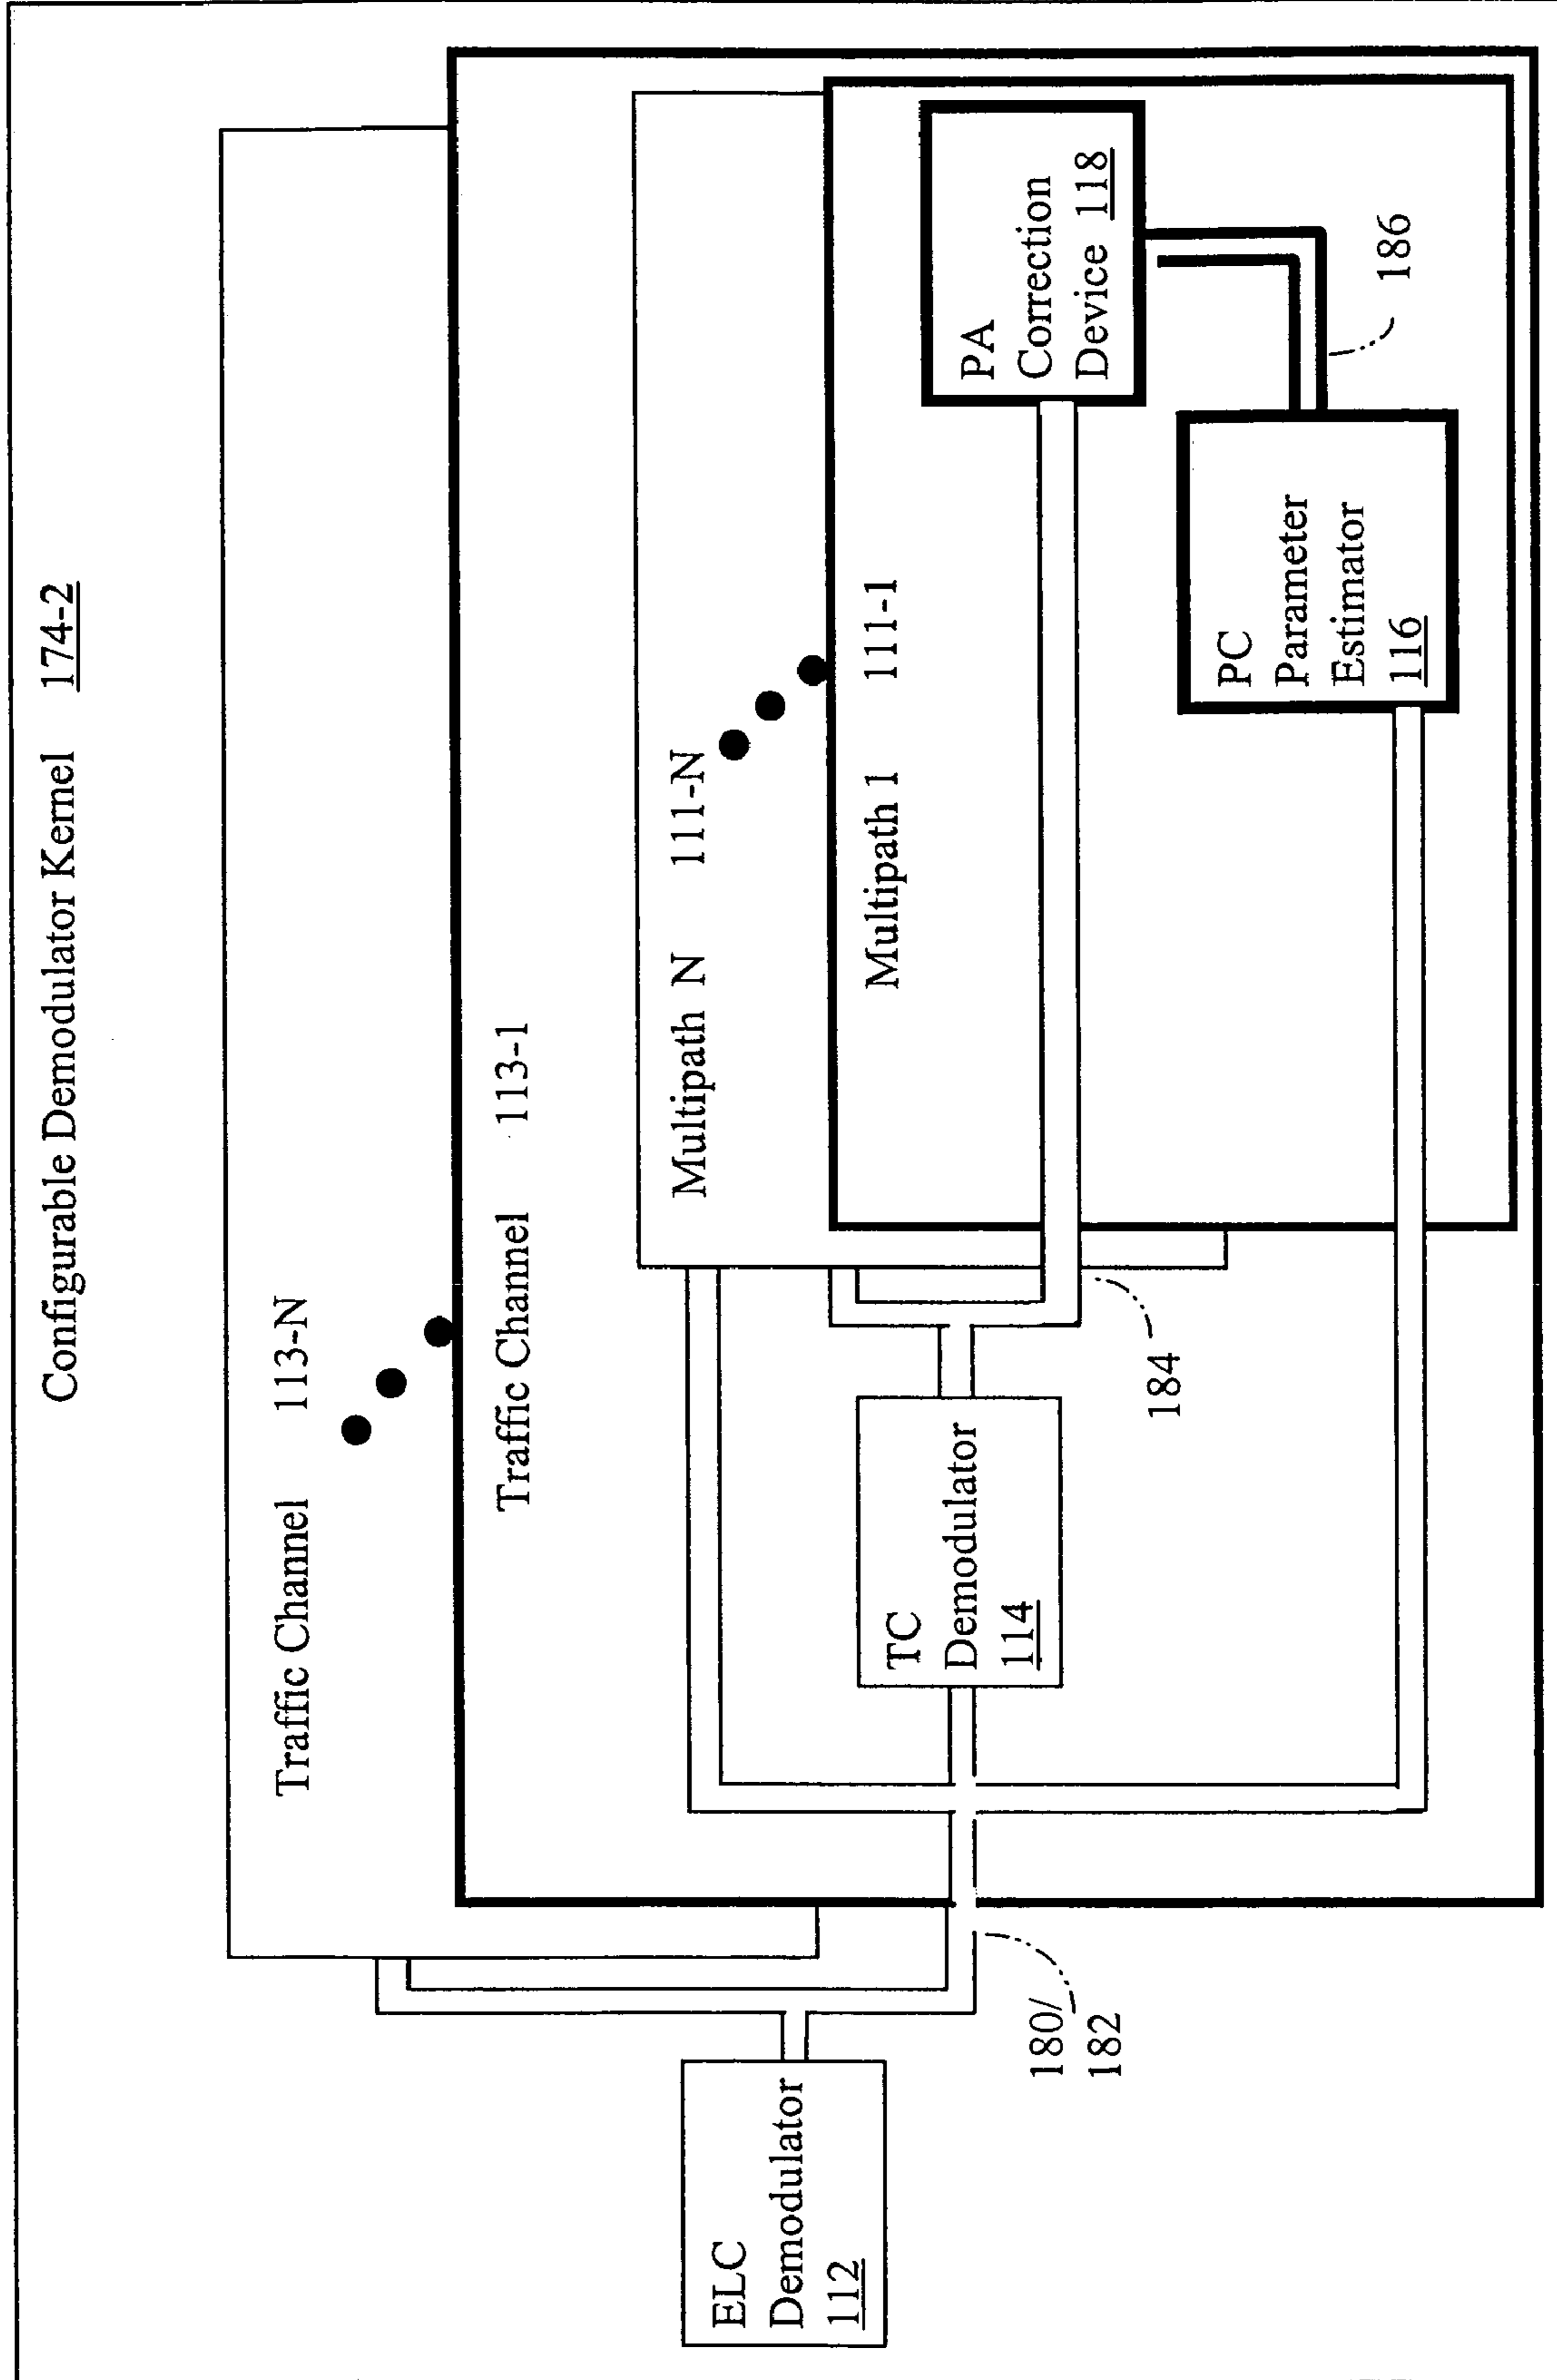 Configurable Demodulator Kernel 174-2
Traffic Channel 113-N
Traffic Channel 113-1
Multipath N 111-N
Multipath 1 111-1
PA
Correction
Device 118
186
PC
Parameter
Estimator
116
184
TC
Demodulator
114
180/
182
ELC
Demodulator
112